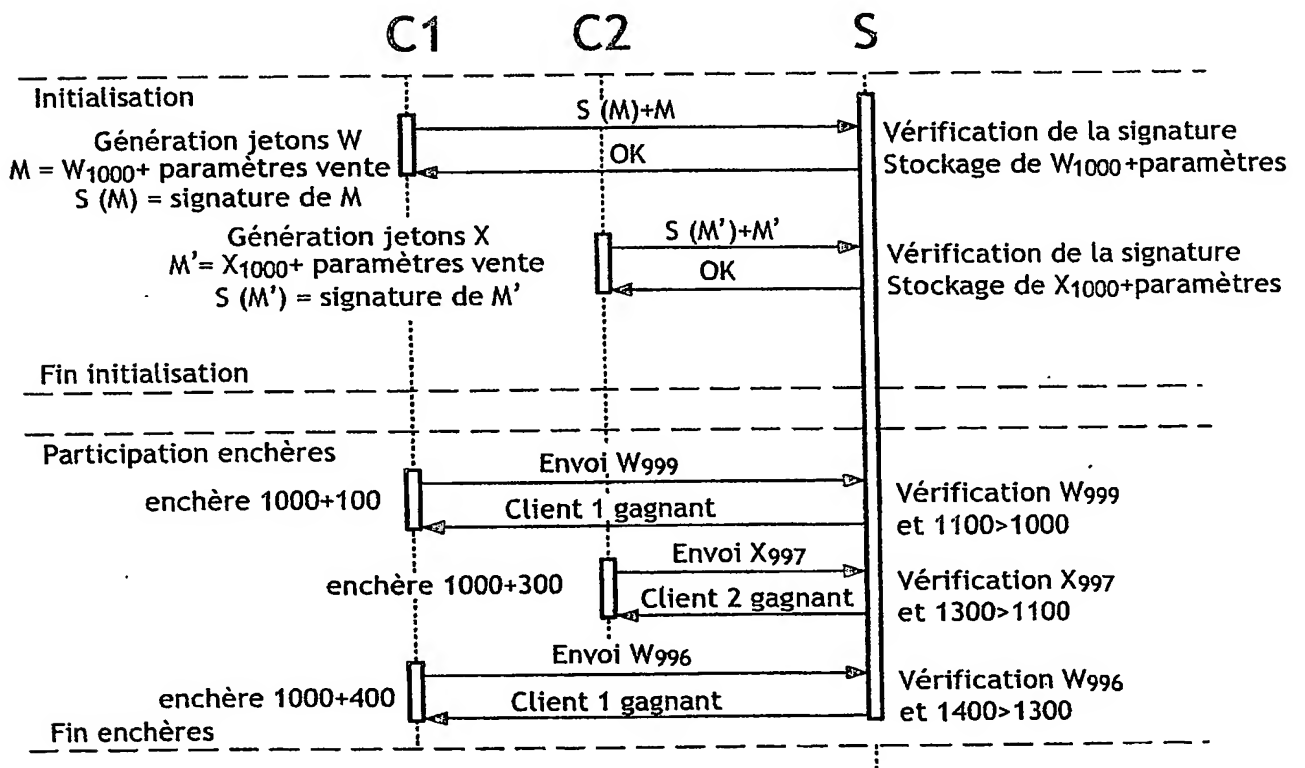 C1 C2 S
Initialisation
S (M)+M
Génération jetons W
M = W1000+ paramètres vente
S (M) = signature de M
OK
Vérification de la signature
Stockage de W1000+paramètres
Génération jetons X
M'= X1000+ paramètres vente
S (M') = signature de M'
S (M')+M'
OK
Vérification de la signature
Stockage de X1000+paramètres
Fin initialisation
Participation enchères
enchère 1000+100
Envoi W999
Client 1 gagnant
Vérification W999
et 1100>1000
enchère 1000+300
Envoi X997
Client 2 gagnant
Vérification X997
et 1300>1100
enchère 1000+400
Envoi W996
Client 1 gagnant
Vérification W996
et 1400>1300
Fin enchères